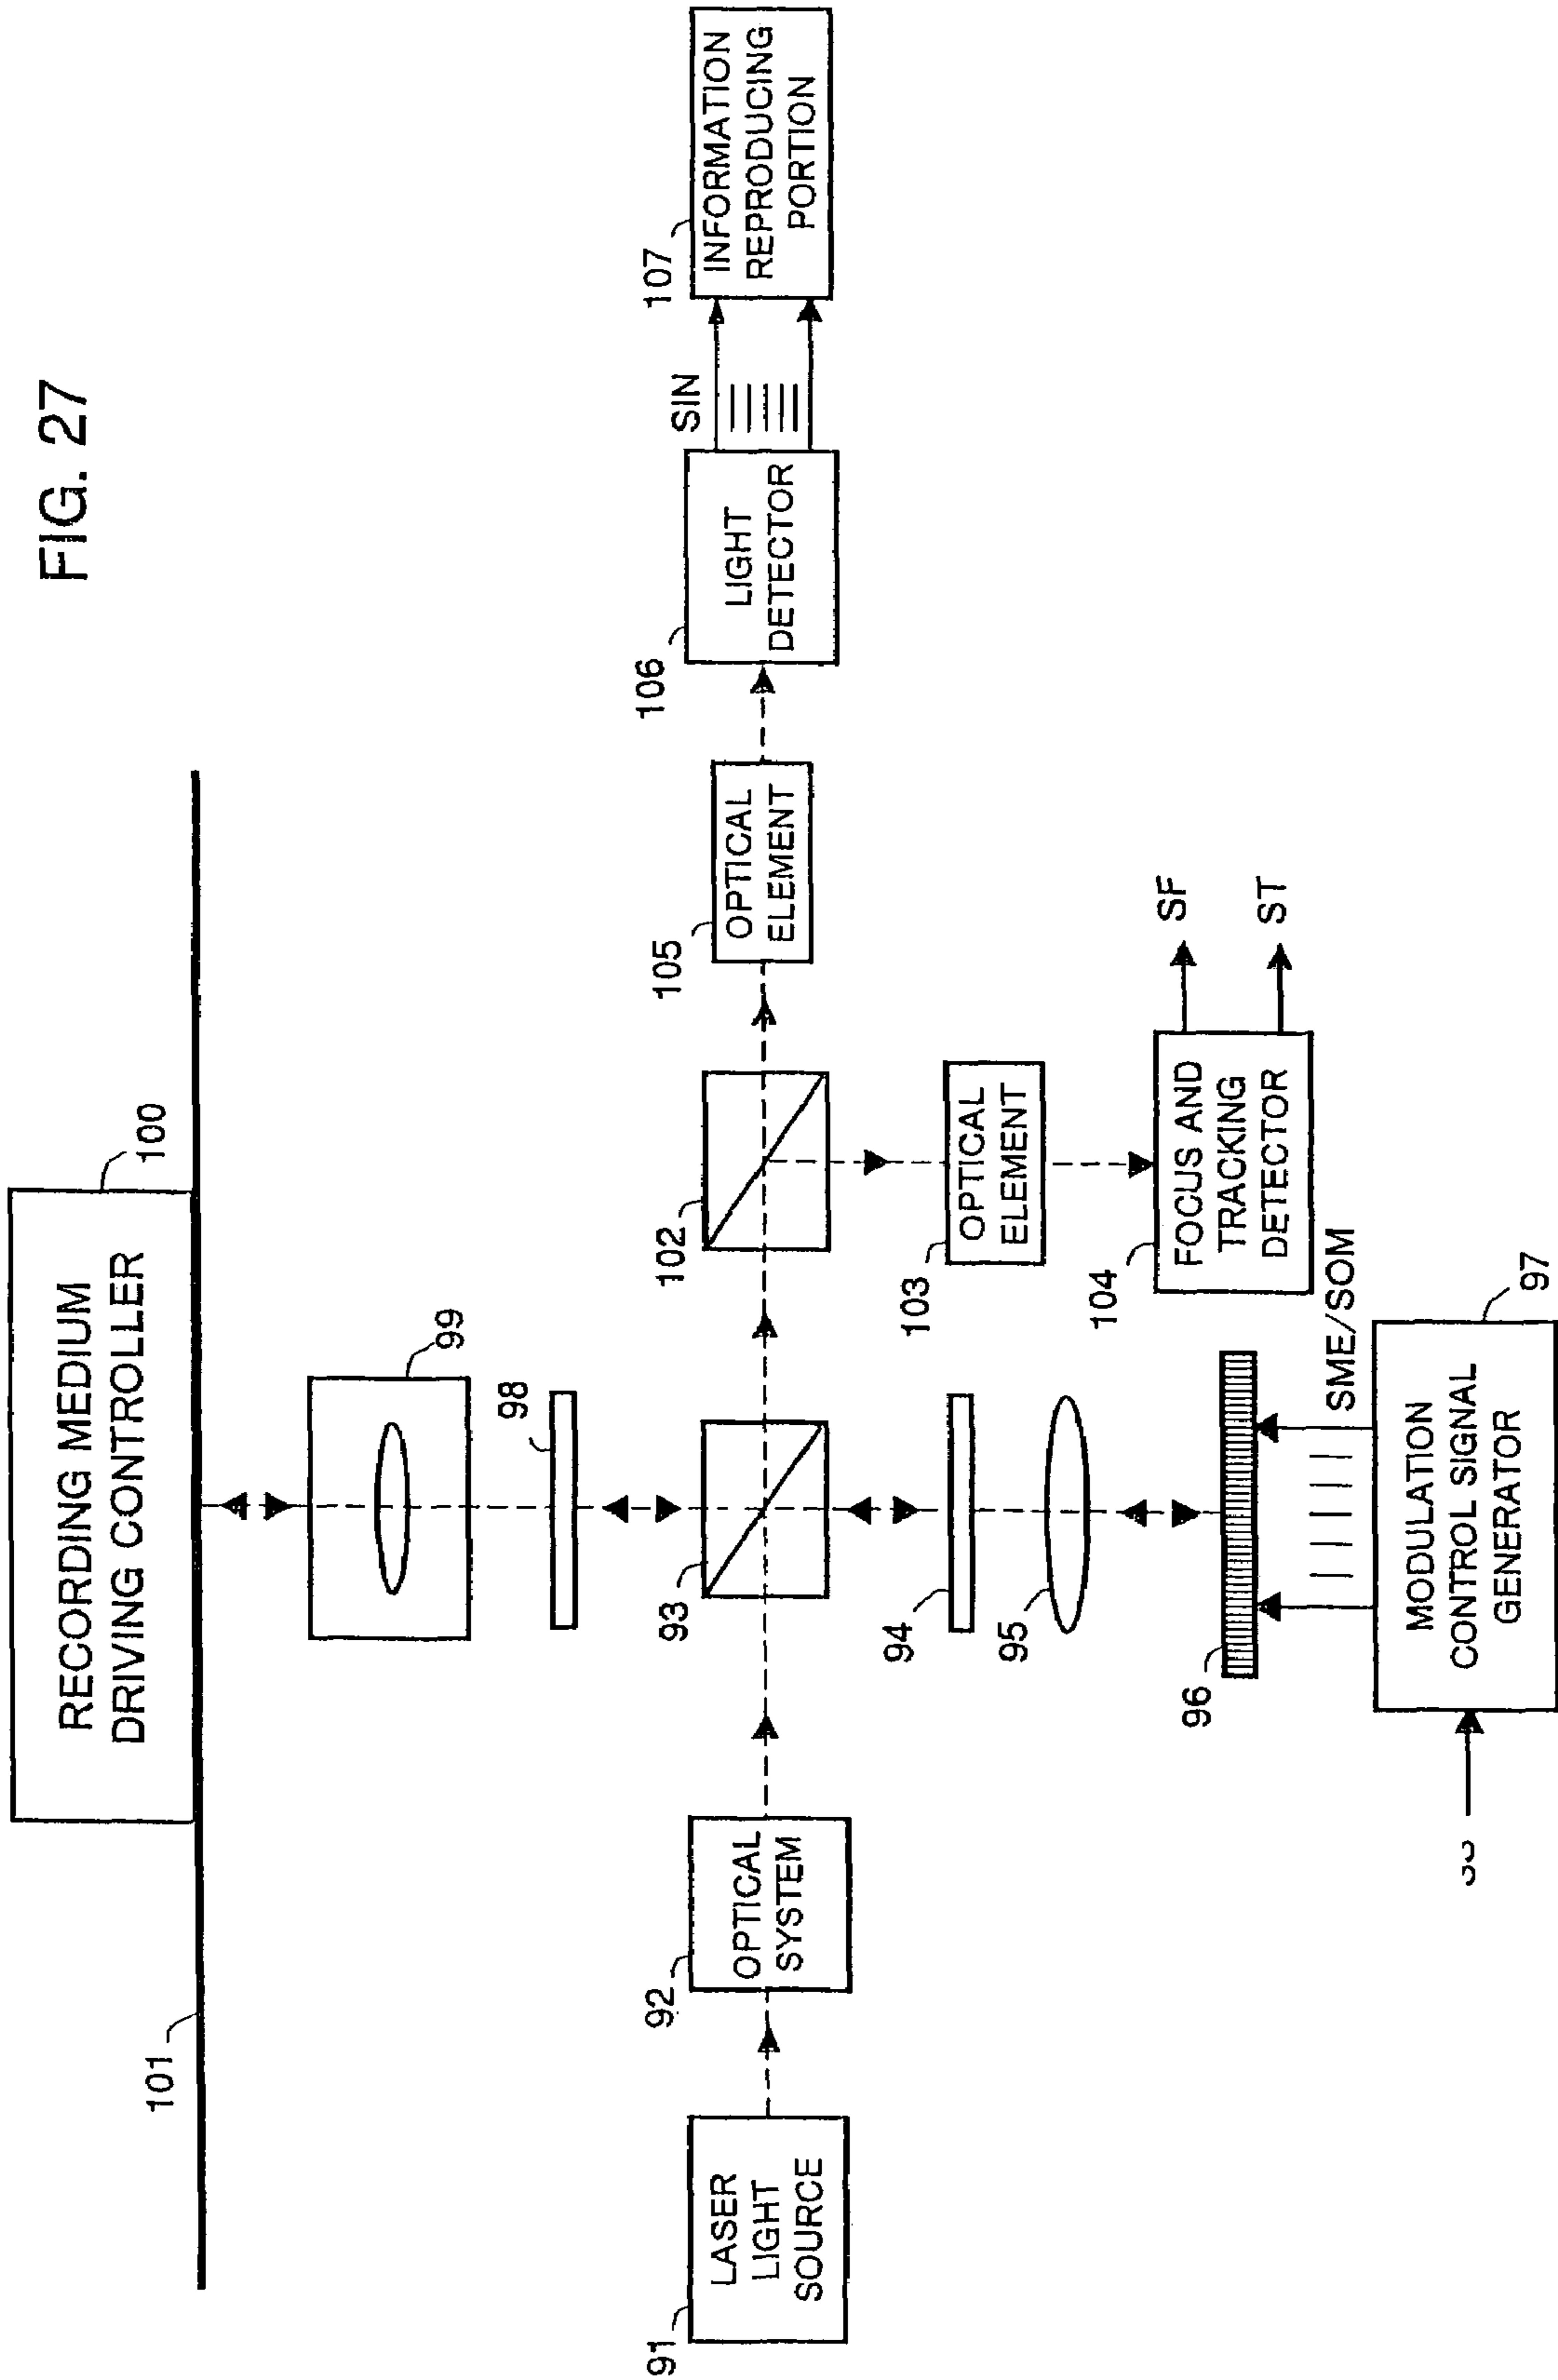 FIG. 27
RECORDING MEDIUM
DRIVING CONTROLLER
100
101
99
98
91
LASER
LIGHT
SOURCE
92
OPTICAL
SYSTEM
93
102
105
OPTICAL
ELEMENT
106
LIGHT
DETECTOR
SIN
107
INFORMATION
REPRODUCING
PORTION
94
95
96
103
OPTICAL
ELEMENT
104
FOCUS AND
TRACKING
DETECTOR
SF
ST
SME/SOM
97
MODULATION
CONTROL SIGNAL
GENERATOR